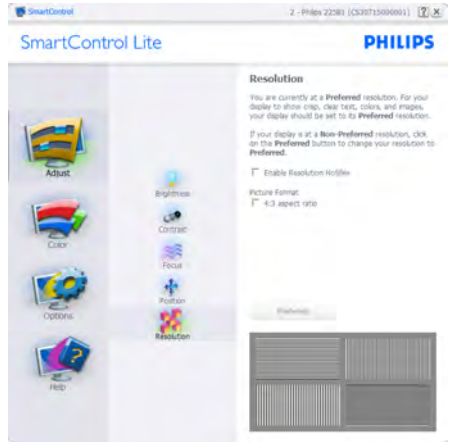 SmartControl
2 - Philips 225B1 (CS30715000001)
? X
SmartControl Lite
PHILIPS
Resolution
You are currently at a Preferred resolution. For your
display to show crisp, clear text, colors, and images,
your display should be set to its Preferred resolution.
If your display is at a Non-Preferred resolution, click
on the Preferred button to change your resolution to
Preferred.
Enable Resolution Notifier
Picture Format
4:3 aspect ratio
Preferred
Adjust
Color
Options
Help
Brightness
Contrast
Focus
Position
Resolution